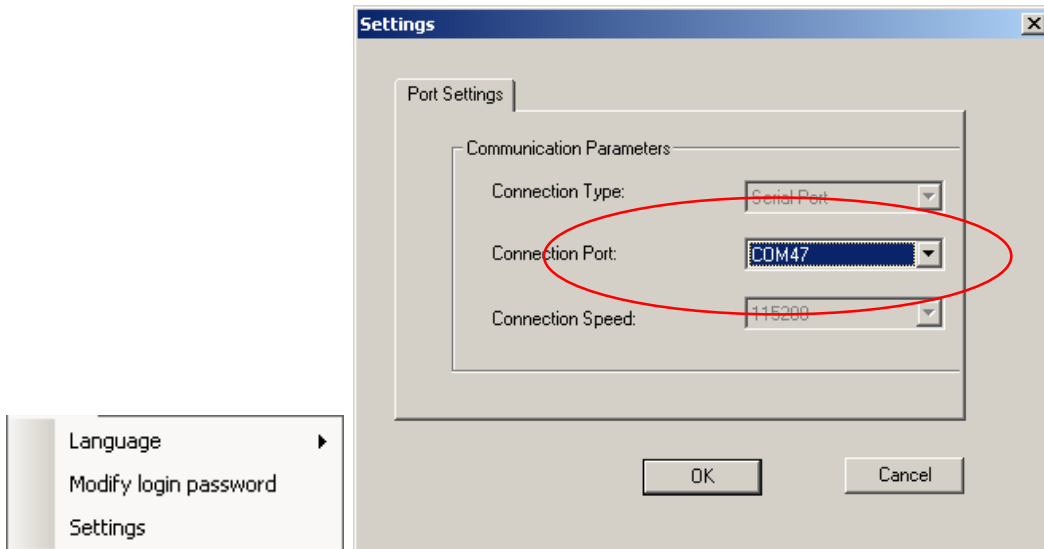 Settings
Port Settings
Communication Parameters
Connection Type:
Serial Port
Connection Port:
COM47
Connection Speed:
115200
OK
Cancel
Language
Modify login password
Settings